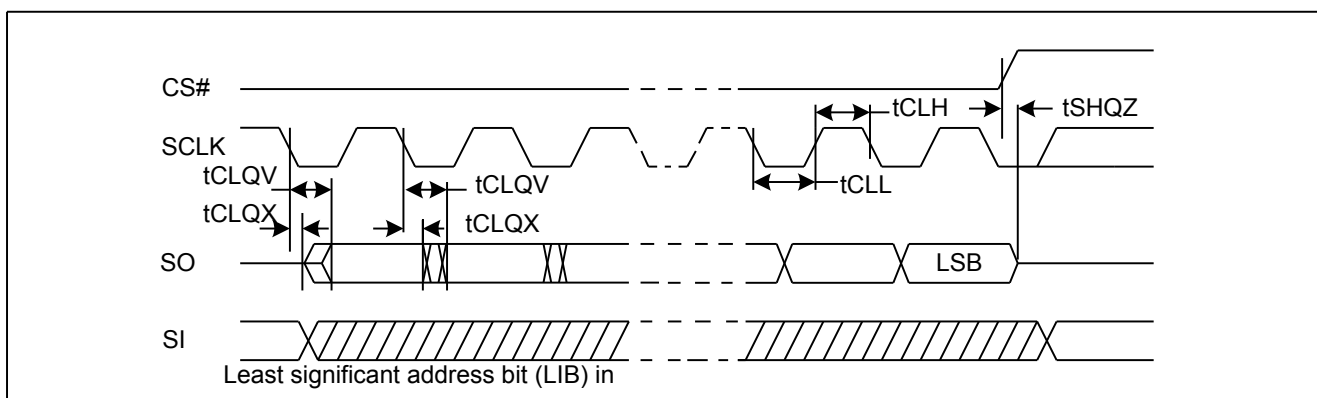 CS#
tCLH
tSHQZ
SCLK
tCLQV
tCLQV
tCLL
tCLQX
tCLQX
SO
LSB
SI
Least significant address bit (LIB) in